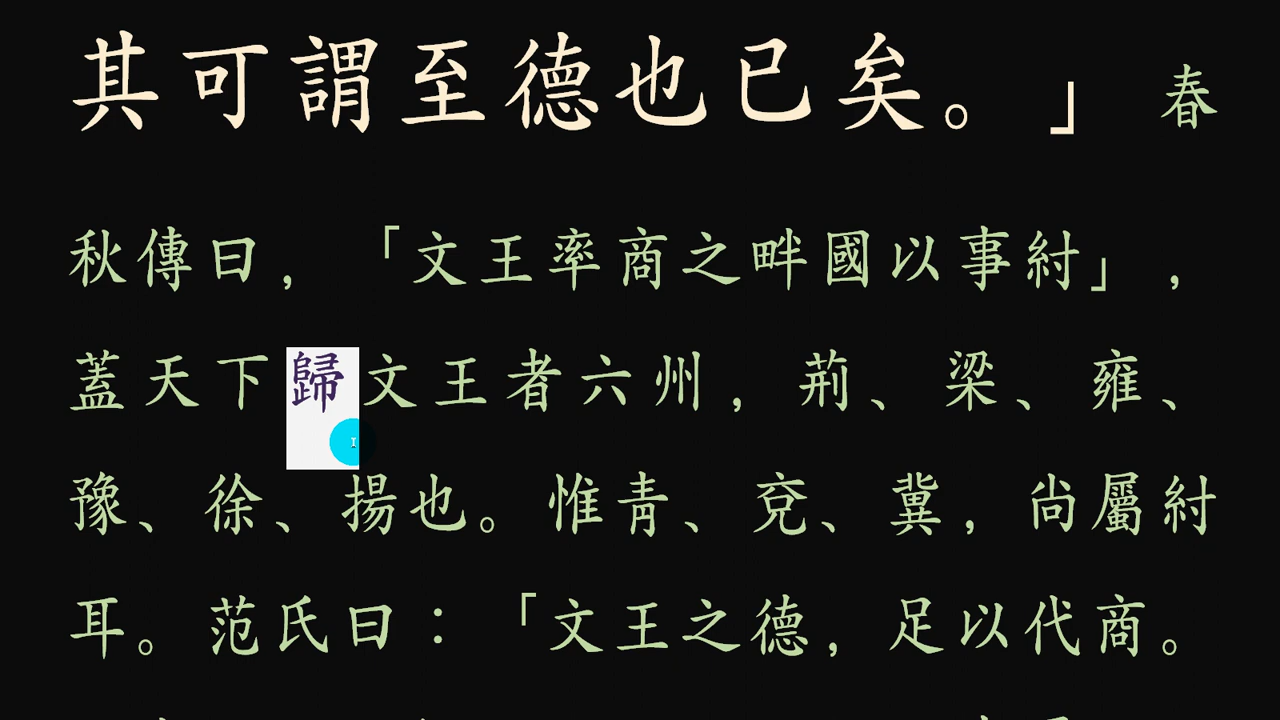 其可謂至德也已矣。」春
秋傳曰，「文王率商之畔國以事紂」，
蓋天下歸文王者六州，荊、梁、雍、
豫、徐、揚也。惟青、兗、冀，尚屬紂
耳。范氏曰：「文王之德，足以代商。